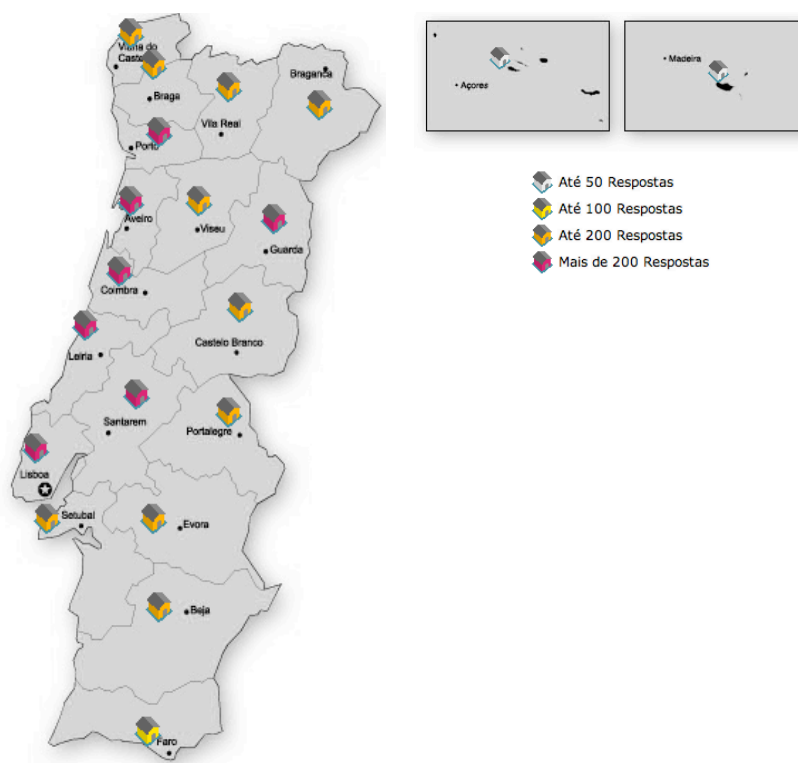 Viana do
Castelo
Braga
Bragança
Vila Real
Porto
Aveiro
Viseu
Guarda
Coimbra
Leiria
Castelo Branco
Santarem
Portalegre
Lisboa
Setubal
Evora
Beja
Faro
Açores
Madeira
Até 50 Respostas
Até 100 Respostas
Até 200 Respostas
Mais de 200 Respostas